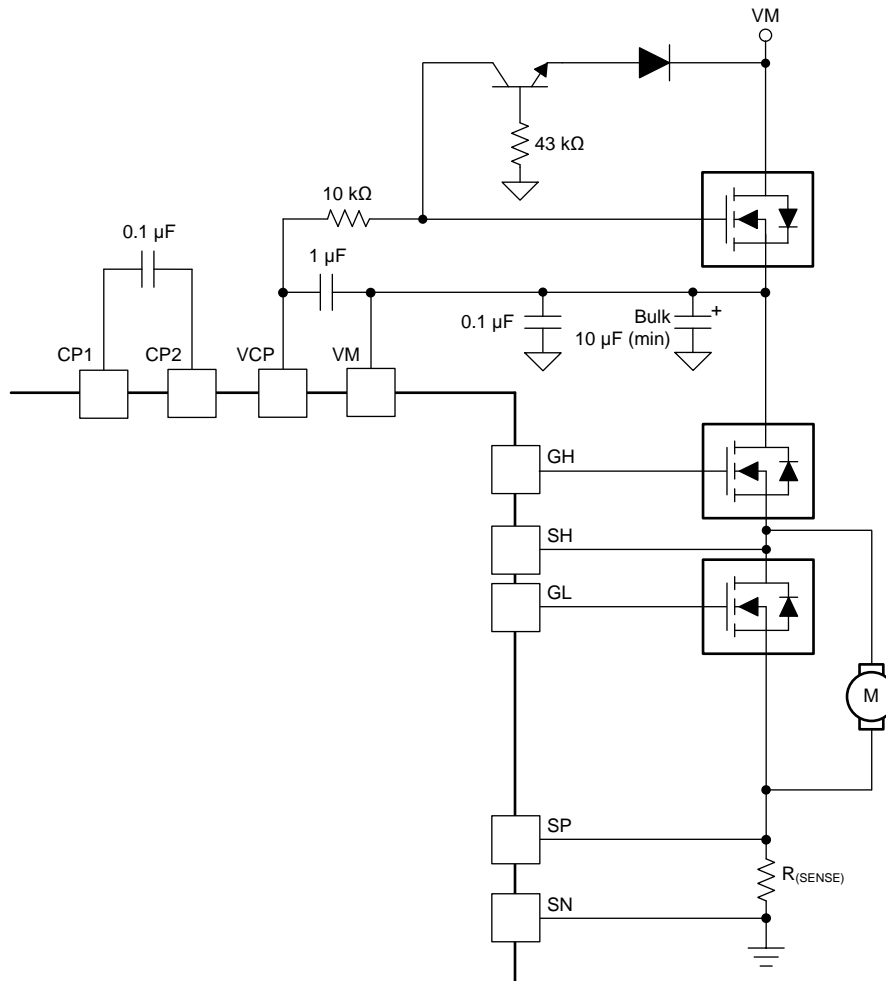 VM
43 kΩ
10 kΩ
0.1 µF
1 µF
0.1 µF
Bulk
10 µF (min)
+
CP1
CP2
VCP
VM
GH
SH
GL
M
SP
R(SENSE)
SN